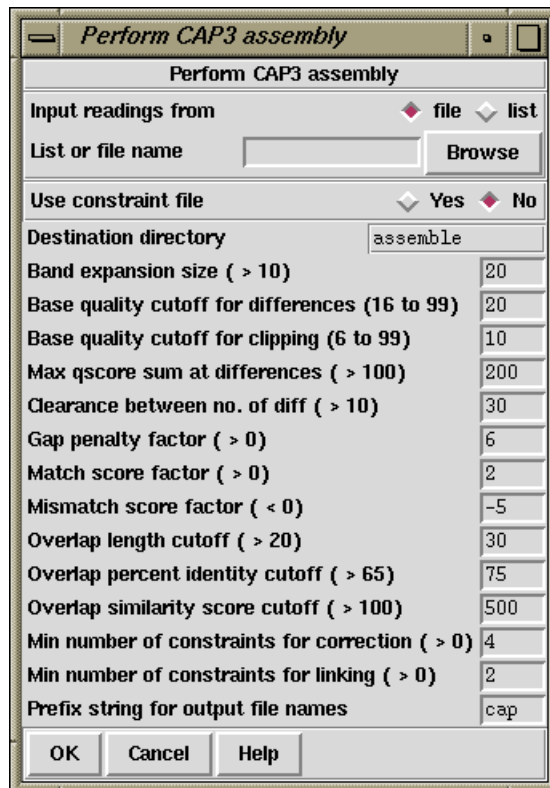 Perform CAP3 assembly
Perform CAP3 assembly
Input readings from file list
List or file name Browse
Use constraint file Yes No
Destination directory assemble
Band expansion size ( > 10) 20
Base quality cutoff for differences (16 to 99) 20
Base quality cutoff for clipping (6 to 99) 10
Max qscore sum at differences ( > 100) 200
Clearance between no. of diff ( > 10) 30
Gap penalty factor ( > 0) 6
Match score factor ( > 0) 2
Mismatch score factor ( < 0) -5
Overlap length cutoff ( > 20) 30
Overlap percent identity cutoff ( > 65) 75
Overlap similarity score cutoff ( > 100) 500
Min number of constraints for correction ( > 0) 4
Min number of constraints for linking ( > 0) 2
Prefix string for output file names cap
OK Cancel Help